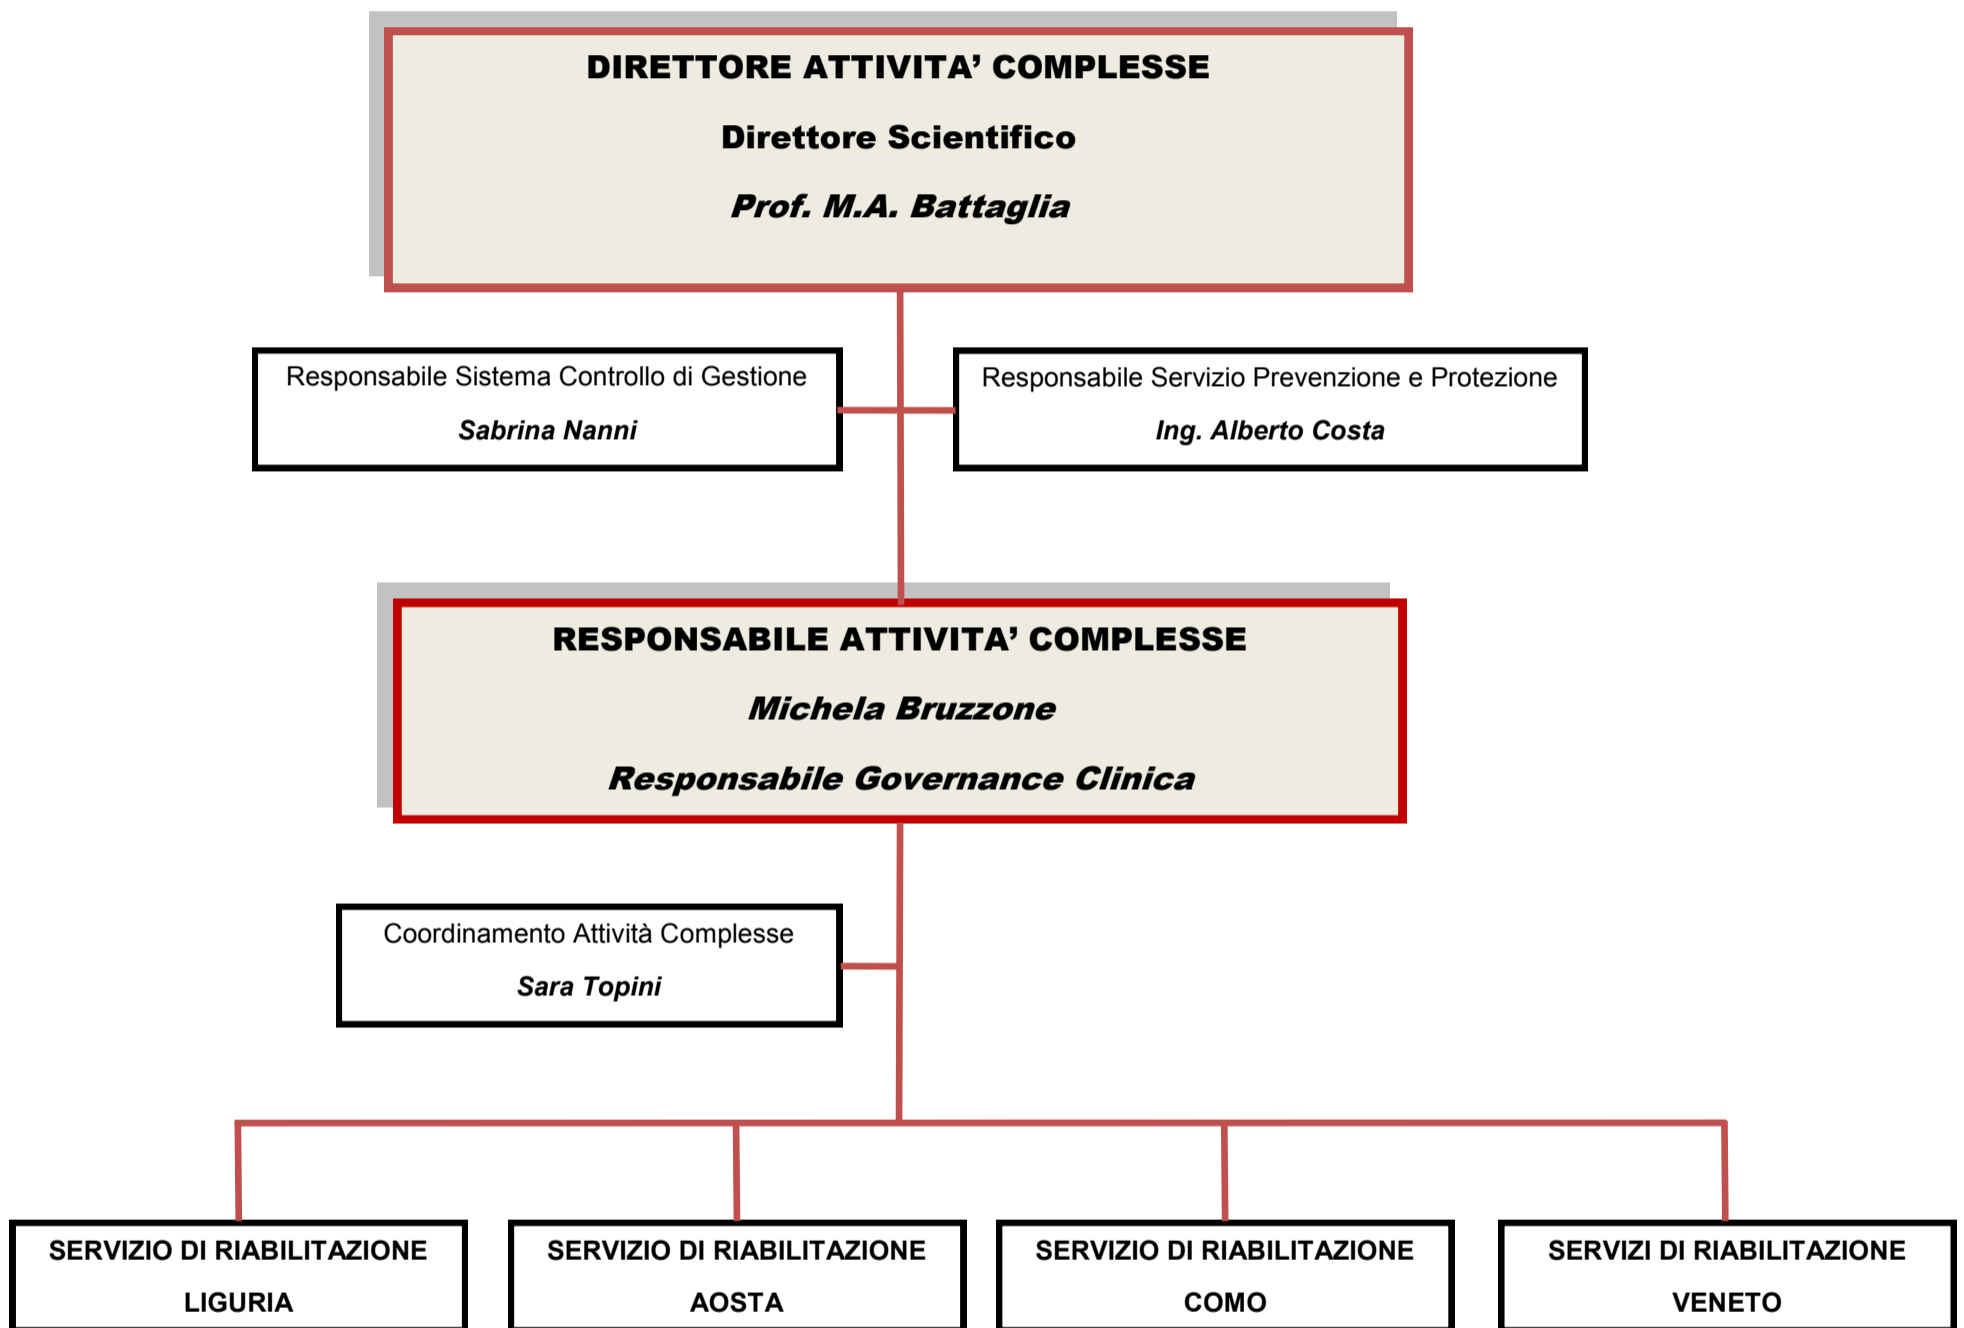 DIRETTORE ATTIVITA’ COMPLESSE
Direttore Scientifico
Prof. M.A. Battaglia
Responsabile Sistema Controllo di Gestione
Sabrina Nanni
Responsabile Servizio Prevenzione e Protezione
Ing. Alberto Costa
RESPONSABILE ATTIVITA’ COMPLESSE
Michela Bruzzone
Responsabile Governance Clinica
Coordinamento Attività Complesse
Sara Topini
SERVIZIO DI RIABILITAZIONE
LIGURIA
SERVIZIO DI RIABILITAZIONE
AOSTA
SERVIZIO DI RIABILITAZIONE
COMO
SERVIZI DI RIABILITAZIONE
VENETO